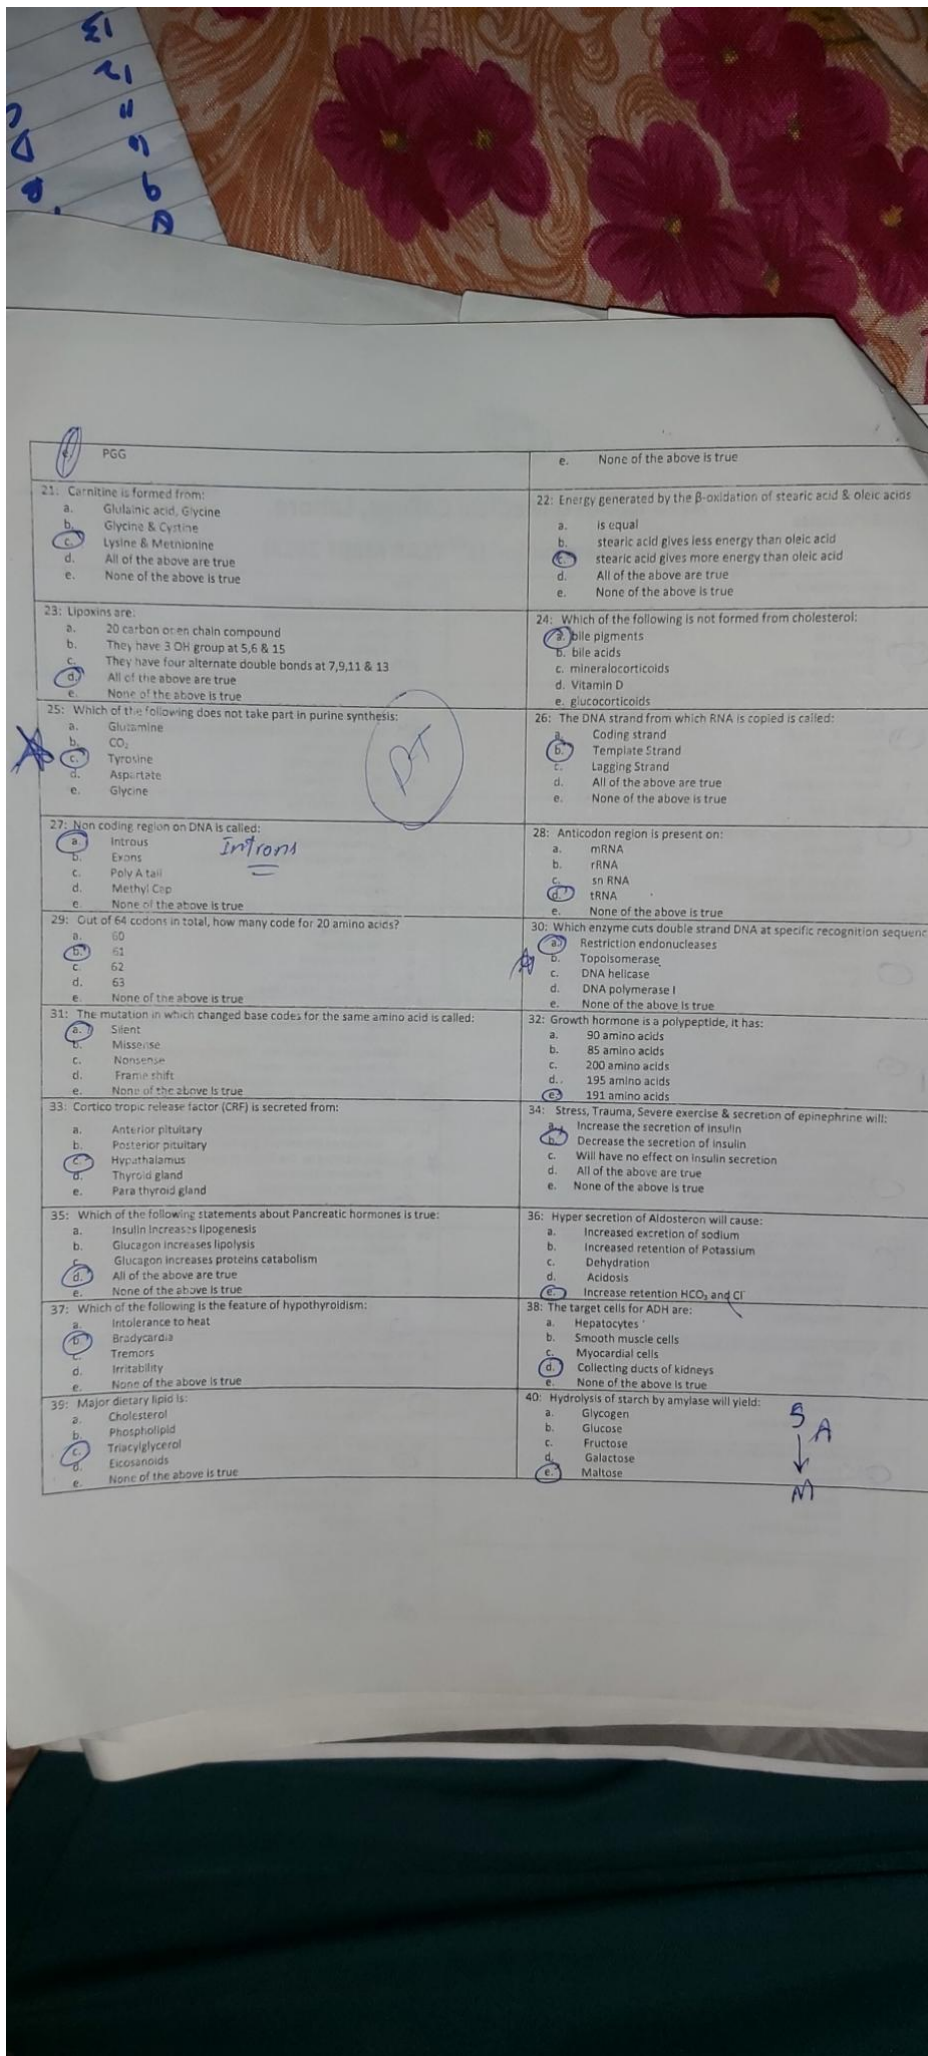 13
12
11
9
PGG
e. None of the above is true
21: Carnitine is formed from:
a. Glutainic acid, Glycine
b. Glycine & Cystine
c. Lysine & Methionine
d. All of the above are true
e. None of the above is true
22: Energy generated by the β-oxidation of stearic acid & oleic acids
a. is equal
b. stearic acid gives less energy than oleic acid
c. stearic acid gives more energy than oleic acid
d. All of the above are true
e. None of the above is true
23: Lipoxins are:
a. 20 carbon open chain compound
b. They have 3 OH group at 5,6 & 15
c. They have four alternate double bonds at 7,9,11 & 13
d. All of the above are true
e. None of the above is true
24: Which of the following is not formed from cholesterol:
a. bile pigments
b. bile acids
c. mineralocorticoids
d. Vitamin D
e. glucocorticoids
25: Which of the following does not take part in purine synthesis:
a. Glutamine
b. CO₂
c. Tyrosine
d. Aspartate
e. Glycine
BT
26: The DNA strand from which RNA is copied is called:
a. Coding strand
b. Template Strand
c. Lagging Strand
d. All of the above are true
e. None of the above is true
27: Non coding region on DNA is called:
a. Introus
b. Exons
c. Poly A tail
d. Methyl Cap
e. None of the above is true
Introns
28: Anticodon region is present on:
a. mRNA
b. rRNA
c. sn RNA
d. tRNA
e. None of the above is true
29: Out of 64 codons in total, how many code for 20 amino acids?
a. 60
b. 61
c. 62
d. 63
e. None of the above is true
30: Which enzyme cuts double strand DNA at specific recognition sequenc
a. Restriction endonucleases
b. Topoisomerase
c. DNA helicase
d. DNA polymerase I
e. None of the above is true
31: The mutation in which changed base codes for the same amino acid is called:
a. Silent
b. Missense
c. Nonsense
d. Frame shift
e. None of the above is true
32: Growth hormone is a polypeptide, it has:
a. 90 amino acids
b. 85 amino acids
c. 200 amino acids
d. 195 amino acids
e. 191 amino acids
33: Cortico tropic release factor (CRF) is secreted from:
a. Anterior pituitary
b. Posterior pituitary
c. Hypothalamus
d. Thyroid gland
e. Para thyroid gland
34: Stress, Trauma, Severe exercise & secretion of epinephrine will:
a. Increase the secretion of insulin
b. Decrease the secretion of insulin
c. Will have no effect on insulin secretion
d. All of the above are true
e. None of the above is true
35: Which of the following statements about Pancreatic hormones is true:
a. Insulin increases lipogenesis
b. Glucagon increases lipolysis
c. Glucagon increases proteins catabolism
d. All of the above are true
e. None of the above is true
36: Hyper secretion of Aldosteron will cause:
a. Increased excretion of sodium
b. Increased retention of Potassium
c. Dehydration
d. Acidosis
e. Increase retention HCO₃ and Cl⁻
37: Which of the following is the feature of hypothyroidism:
a. Intolerance to heat
b. Bradycardia
c. Tremors
d. Irritability
e. None of the above is true
38: The target cells for ADH are:
a. Hepatocytes
b. Smooth muscle cells
c. Myocardial cells
d. Collecting ducts of kidneys
e. None of the above is true
39: Major dietary lipid is:
a. Cholesterol
b. Phospholipid
c. Triacylglycerol
d. Eicosanoids
e. None of the above is true
40: Hydrolysis of starch by amylase will yield:
a. Glycogen
b. Glucose
c. Fructose
d. Galactose
e. Maltose
S
A
M